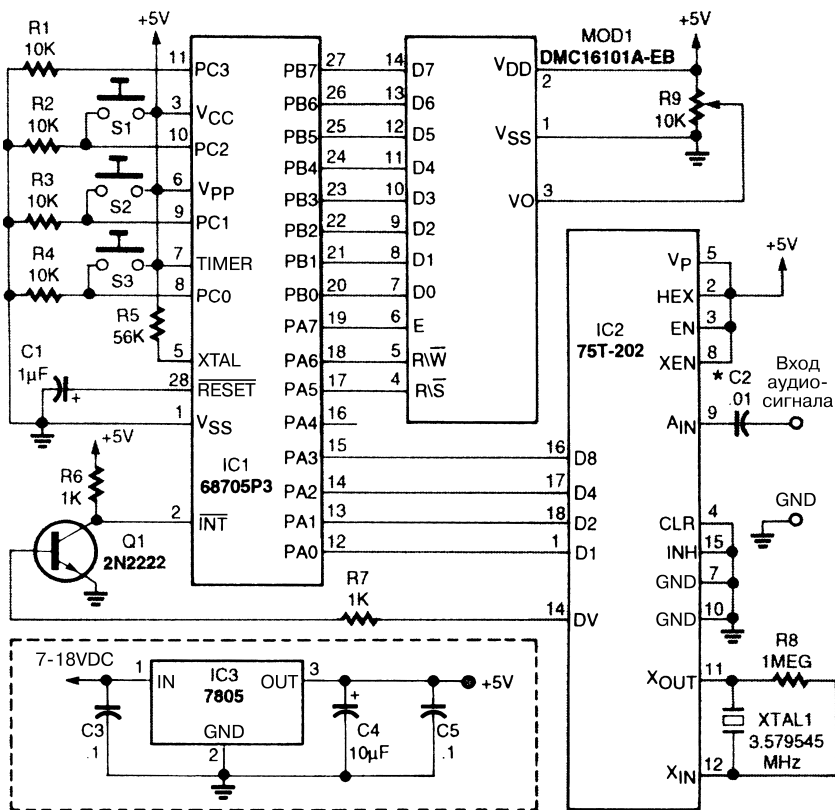 R1
10K
+5V
11
PC3
R2
10K
S1
3
VCC
10
PC2
R3
10K
S2
6
VPP
9
PC1
R4
10K
S3
7
TIMER
8
PC0
R5
56K
5
XTAL
C1
1µF
+
28
RESET
1
VSS
+5V
R6
1K
2
INT
Q1
2N2222
IC1
68705P3
PB7
27
PB6
26
PB5
25
PB4
24
PB3
23
PB2
22
PB1
21
PB0
20
PA7
19
PA6
18
PA5
17
PA4
16
PA3
15
PA2
14
PA1
13
PA0
12
R7
1K
MOD1
DMC16101A-EB
14
D7
13
D6
12
D5
11
D4
10
D3
9
D2
8
D1
7
D0
6
E
5
R\W
4
R\S
VDD
2
VSS
1
VO
3
+5V
R9
10K
IC2
75T-202
16
D8
17
D4
18
D2
1
D1
14
DV
VP
5
HEX
2
EN
3
XEN
8
+5V
* C2
.01
AIN
9
Вход
аудио-
сигнала
GND
CLR
4
INH
15
GND
7
GND
10
XOUT
11
R8
1MEG
XTAL1
3.579545
MHz
XIN
12
7-18VDC
1
IN
IC3
7805
OUT
3
GND
2
C3
.1
+
C4
10µF
C5
.1
+5V